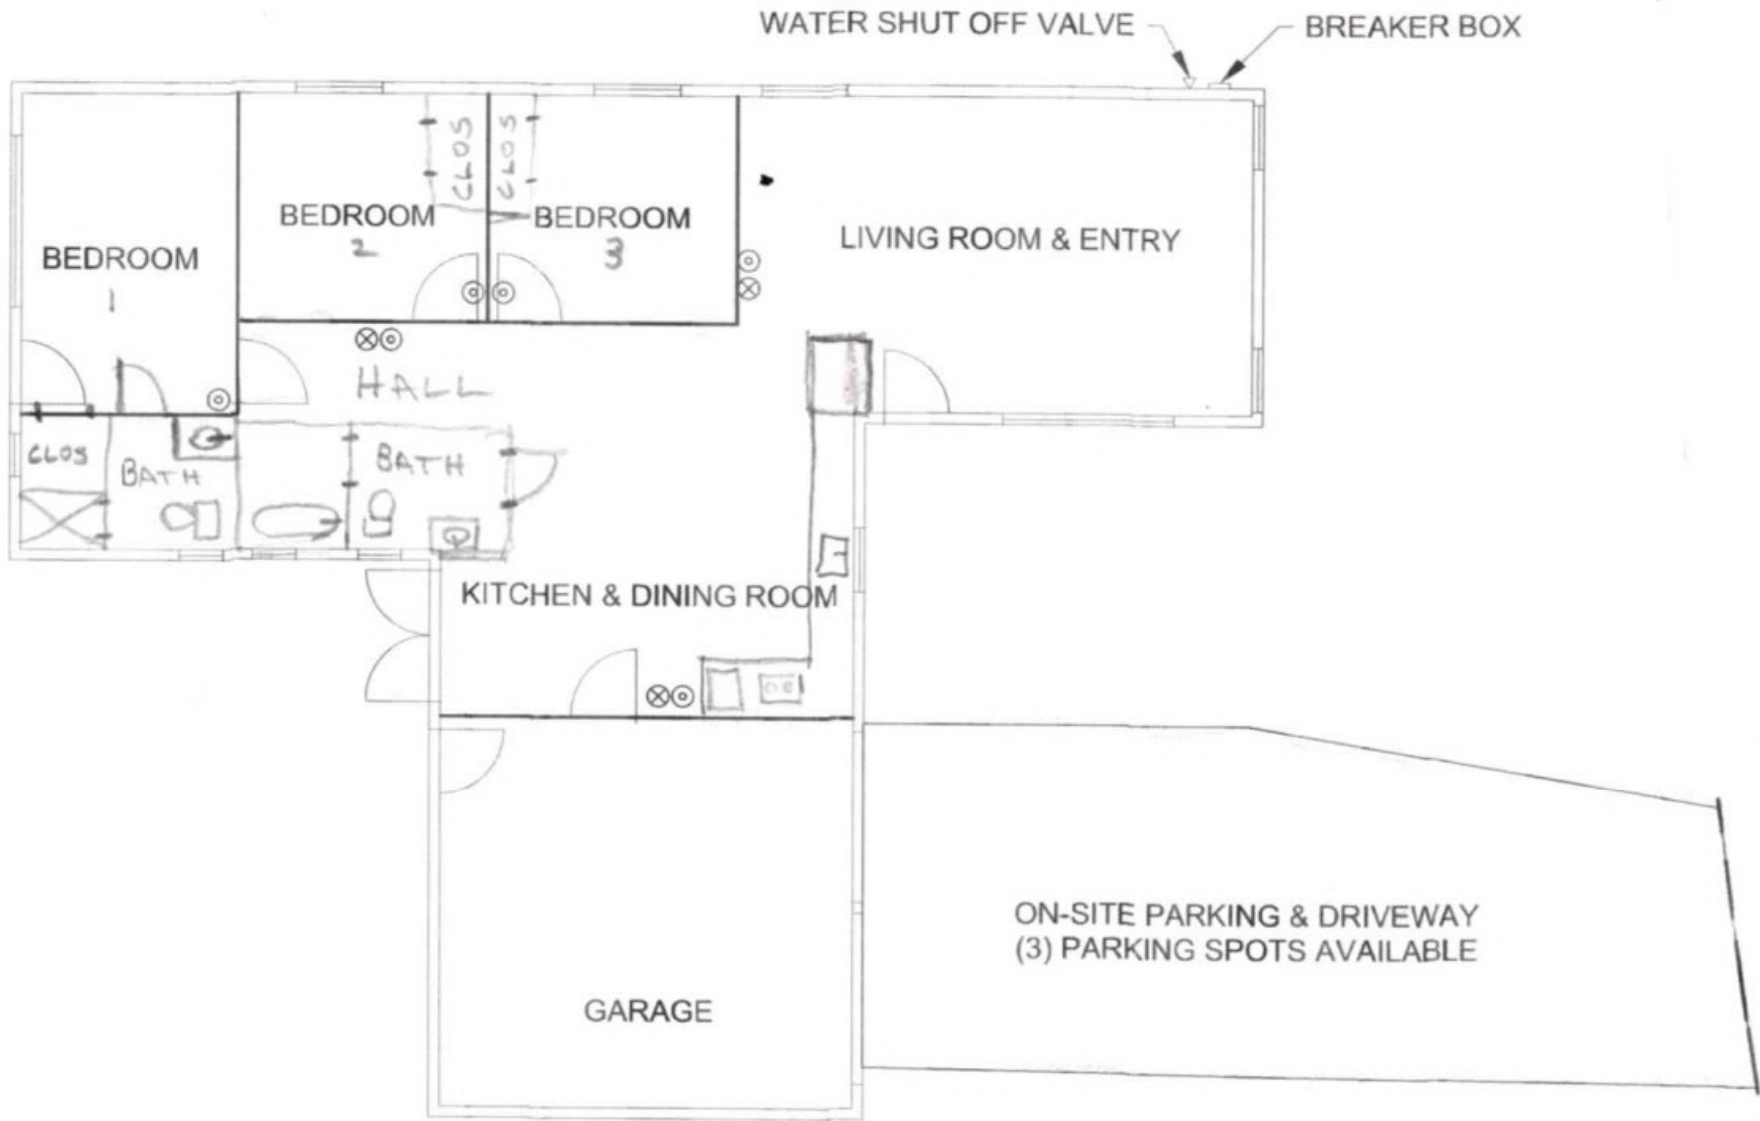 WATER SHUT OFF VALVE
BREAKER BOX
CLOS
CLOS
BEDROOM
2
BEDROOM
3
LIVING ROOM & ENTRY
BEDROOM
1
HALL
CLOS
BATH
BATH
KITCHEN & DINING ROOM
ON-SITE PARKING & DRIVEWAY
(3) PARKING SPOTS AVAILABLE
GARAGE